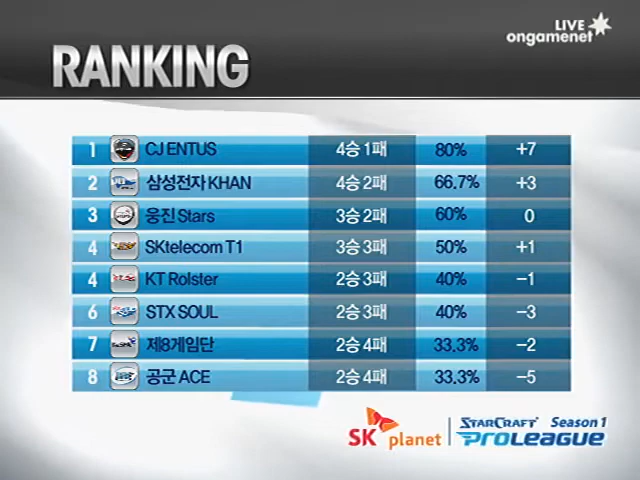 LIVE
ongamenet
RANKING
1 CJ ENTUS 4승 1패 80% +7
2 삼성전자 KHAN 4승 2패 66.7% +3
3 웅진 Stars 3승 2패 60% 0
4 SKtelecom T1 3승 3패 50% +1
4 KT Rolster 2승 3패 40% -1
6 STX SOUL 2승 3패 40% -3
7 제8게임단 2승 4패 33.3% -2
8 공군 ACE 2승 4패 33.3% -5
SK planet
STARCRAFT Season 1
PROLEAGUE